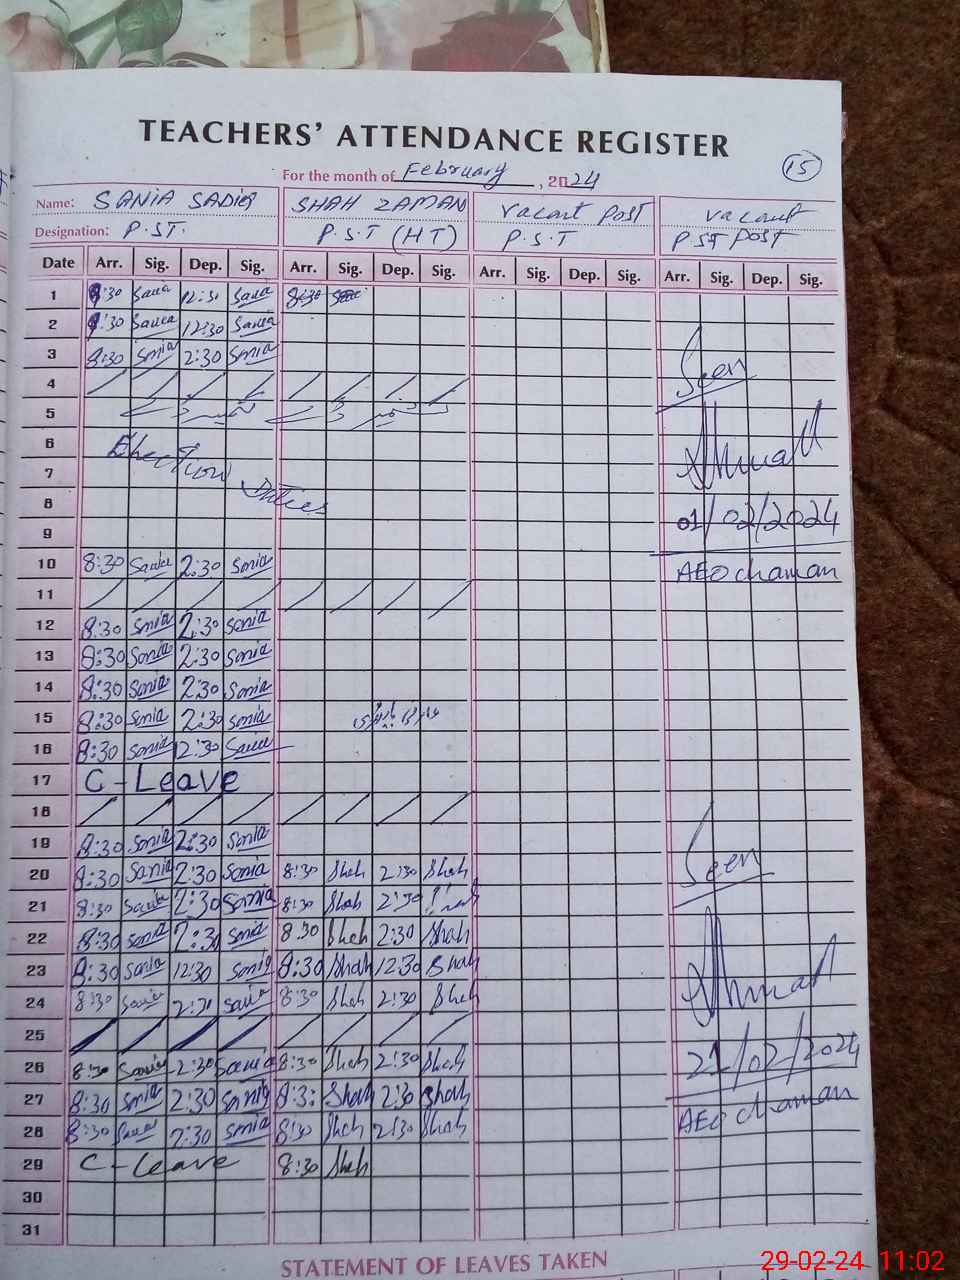 TEACHERS' ATTENDANCE REGISTER
For the month of February, 2024
15
Name: SANIA SADIQ SHAH ZAMAN Vacant Post Vacant
Designation: P.ST. P.S.T (HT) P.S.T PST POST
Date Arr. Sig. Dep. Sig. Arr. Sig. Dep. Sig. Arr. Sig. Dep. Sig. Arr. Sig. Dep. Sig.
1 8:30 Sania 12:30 Sania 8:30
2 8:30 Sania 12:30 Sania
3 8:30 Sania 2:30 Sania
Seen
4
5
6 Election
7
8 Duties
01/02/2024
9
10 8:30 Sania 2:30 Sania
AEO chaman
11
12 8:30 Sania 2:30 Sania
13 8:30 Sania 2:30 Sania
14 8:30 Sania 2:30 Sania
15 8:30 Sania 2:30 Sania
16 8:30 Sania 12:30 Sania
17 C-Leave
18
19 8:30 Sania 2:30 Sania
20 8:30 Sania 2:30 Sania 8:30 Shah 2:30 Shah
Seen
21 8:30 Sania 2:30 Sania 8:30 Shah 2:30 Shah
22 8:30 Sania 2:30 Sania 8:30 Shah 2:30 Shah
23 8:30 Sania 12:30 Sania 8:30 Shah 12:30 Shah
24 8:30 Sania 2:30 Sania 8:30 Shah 2:30 Shah
25
21/02/2024
26 8:30 Sania 2:30 Sania 8:30 Shah 2:30 Shah
27 8:30 Sania 2:30 Sania 8:3: Shah 2:30 Shah
AEO chaman
28 8:30 Sania 2:30 Sania 8:30 Shah 2:30 Shah
29 C-leave 8:30 Shah
30
31
STATEMENT OF LEAVES TAKEN
29-02-24 11:02